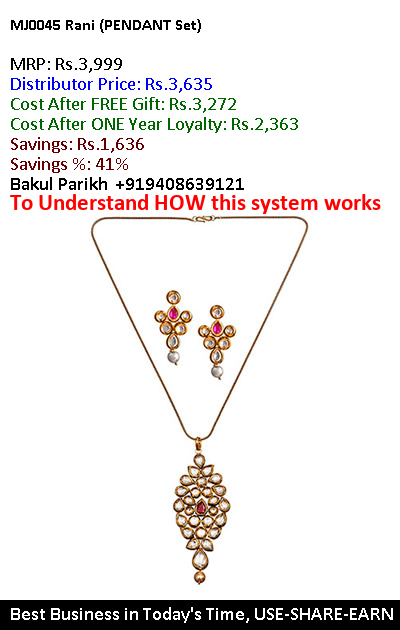 MJ0045 Rani (PENDANT Set)
MRP: Rs.3,999
Distributor Price: Rs.3,635
Cost After FREE Gift: Rs.3,272
Cost After ONE Year Loyalty: Rs.2,363
Savings: Rs.1,636
Savings %: 41%
Bakul Parikh +919408639121
To Understand HOW this system works
Best Business in Today's Time, USE-SHARE-EARN